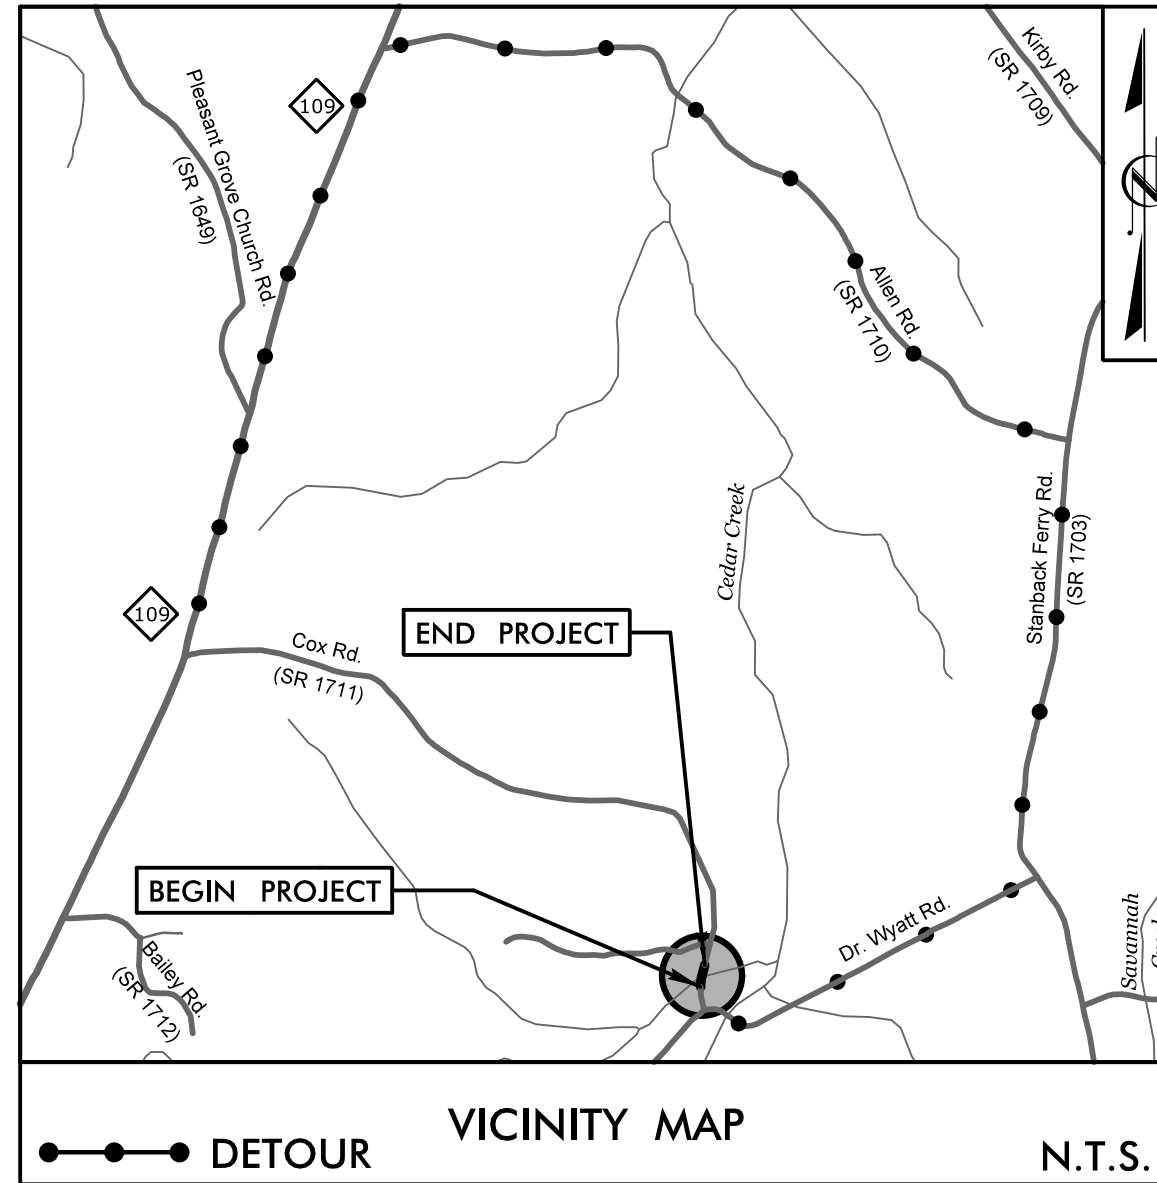 Kirby Rd.
(SR 1709)
109
Pleasant Grove Church Rd.
(SR 1649)
N
Allen Rd.
(SR 1710)
Cedar Creek
Stanback Ferry Rd.
(SR 1703)
109
END PROJECT
Cox Rd.
(SR 1711)
BEGIN PROJECT
Dr. Wyatt Rd.
Savannah
Bailey Rd.
(SR 1712)
VICINITY MAP
DETOUR
N.T.S.